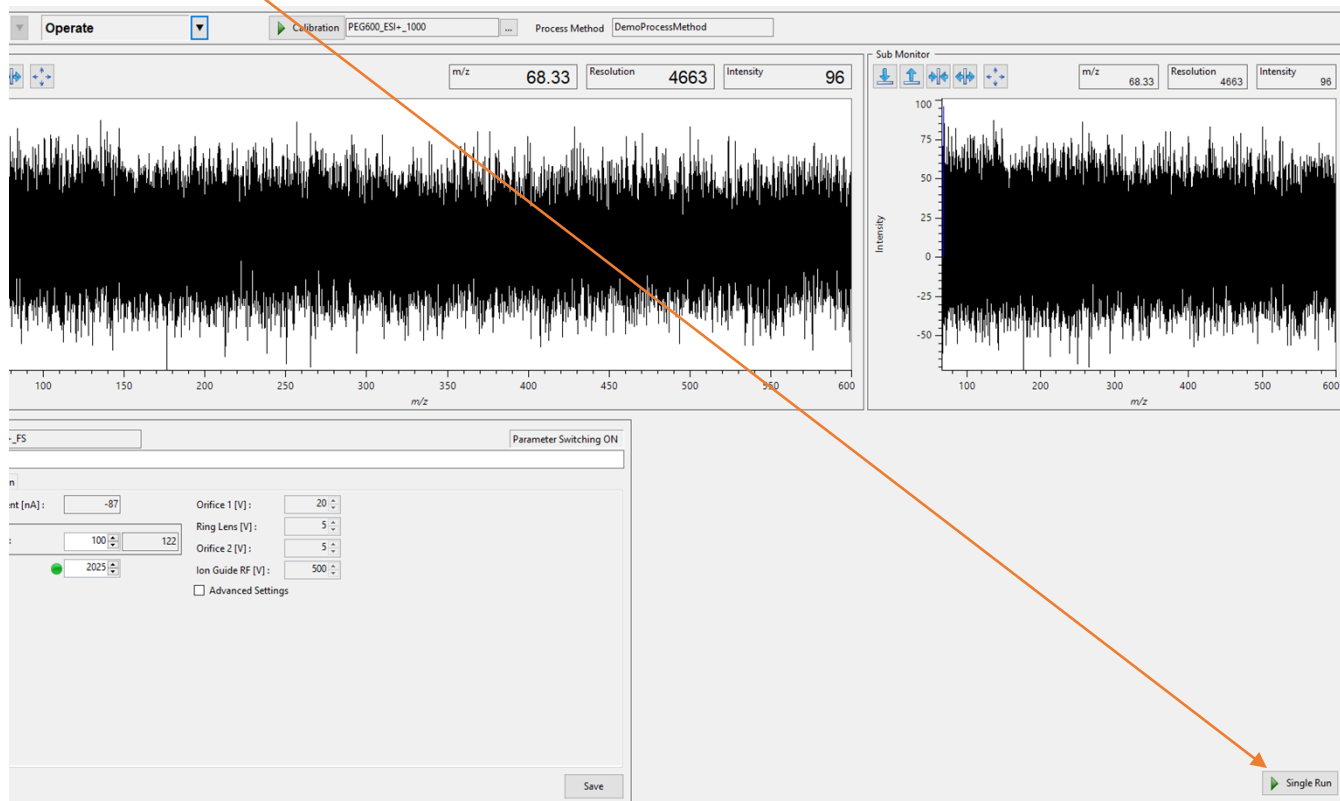 Operate
Calibration PEG600_ESI+_1000 ... Process Method DemoProcessMethod
m/z 68.33 Resolution 4663 Intensity 96
100 150 200 250 300 350 400 450 500 550 600
m/z
Sub Monitor
m/z 68.33 Resolution 4663 Intensity 96
100
75
50
25
0
-25
-50
Intensity
100 200 300 400 500 600
m/z
-_FS Parameter Switching ON
n
ent [nA] : -87
: 100 122
2025
Orifice 1 [V] : 20
Ring Lens [V] : 5
Orifice 2 [V] : 5
Ion Guide RF [V] : 500
Advanced Settings
Save
Single Run